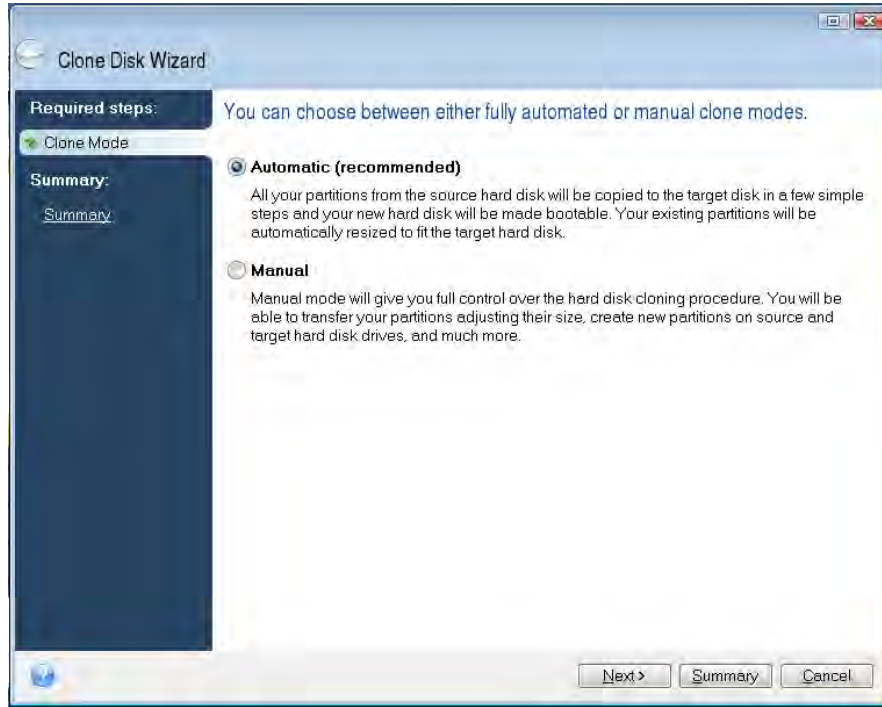 Clone Disk Wizard
Required steps:
Clone Mode
Summary:
Summary
You can choose between either fully automated or manual clone modes.
Automatic (recommended)
All your partitions from the source hard disk will be copied to the target disk in a few simple
steps and your new hard disk will be made bootable. Your existing partitions will be
automatically resized to fit the target hard disk.
Manual
Manual mode will give you full control over the hard disk cloning procedure. You will be
able to transfer your partitions adjusting their size, create new partitions on source and
target hard disk drives, and much more.
Next >
Summary
Cancel